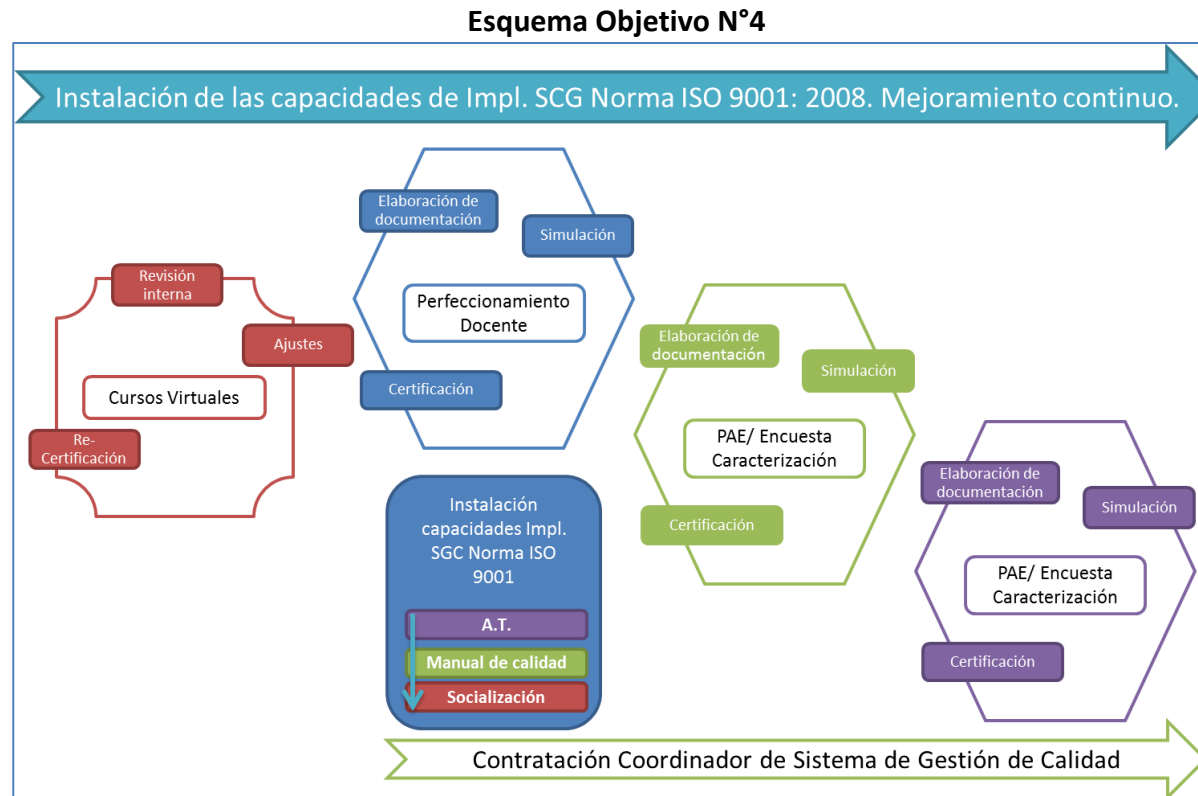 Esquema Objetivo N°4
Instalación de las capacidades de Impl. SCG Norma ISO 9001: 2008. Mejoramiento continuo.
Revisión
interna
Ajustes
Cursos Virtuales
Re-
Certificación
Elaboración de
documentación
Simulación
Perfeccionamiento
Docente
Certificación
Instalación
capacidades Impl.
SGC Norma ISO
9001
A.T.
Manual de calidad
Socialización
Elaboración de
documentación
Simulación
PAE/ Encuesta
Caracterización
Certificación
Elaboración de
documentación
Simulación
PAE/ Encuesta
Caracterización
Certificación
Contratación Coordinador de Sistema de Gestión de Calidad